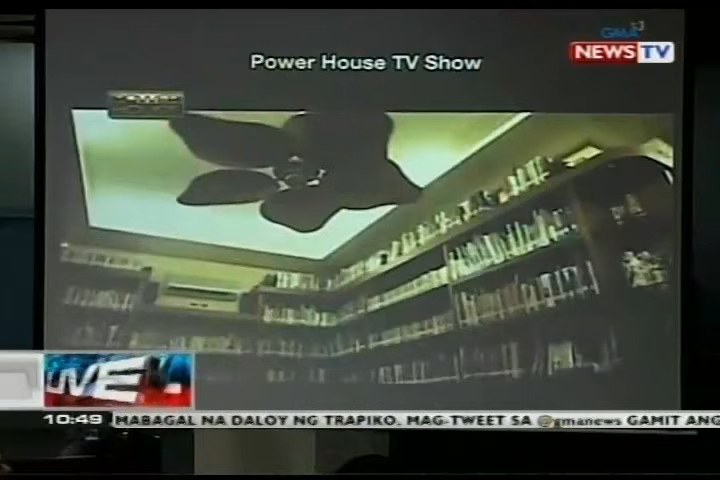 GMA
NEWS TV
Power House TV Show
LIVE
10:49
MABAGAL NA DALOY NG TRAPIKO. MAG-TWEET SA @gmanews GAMIT ANG